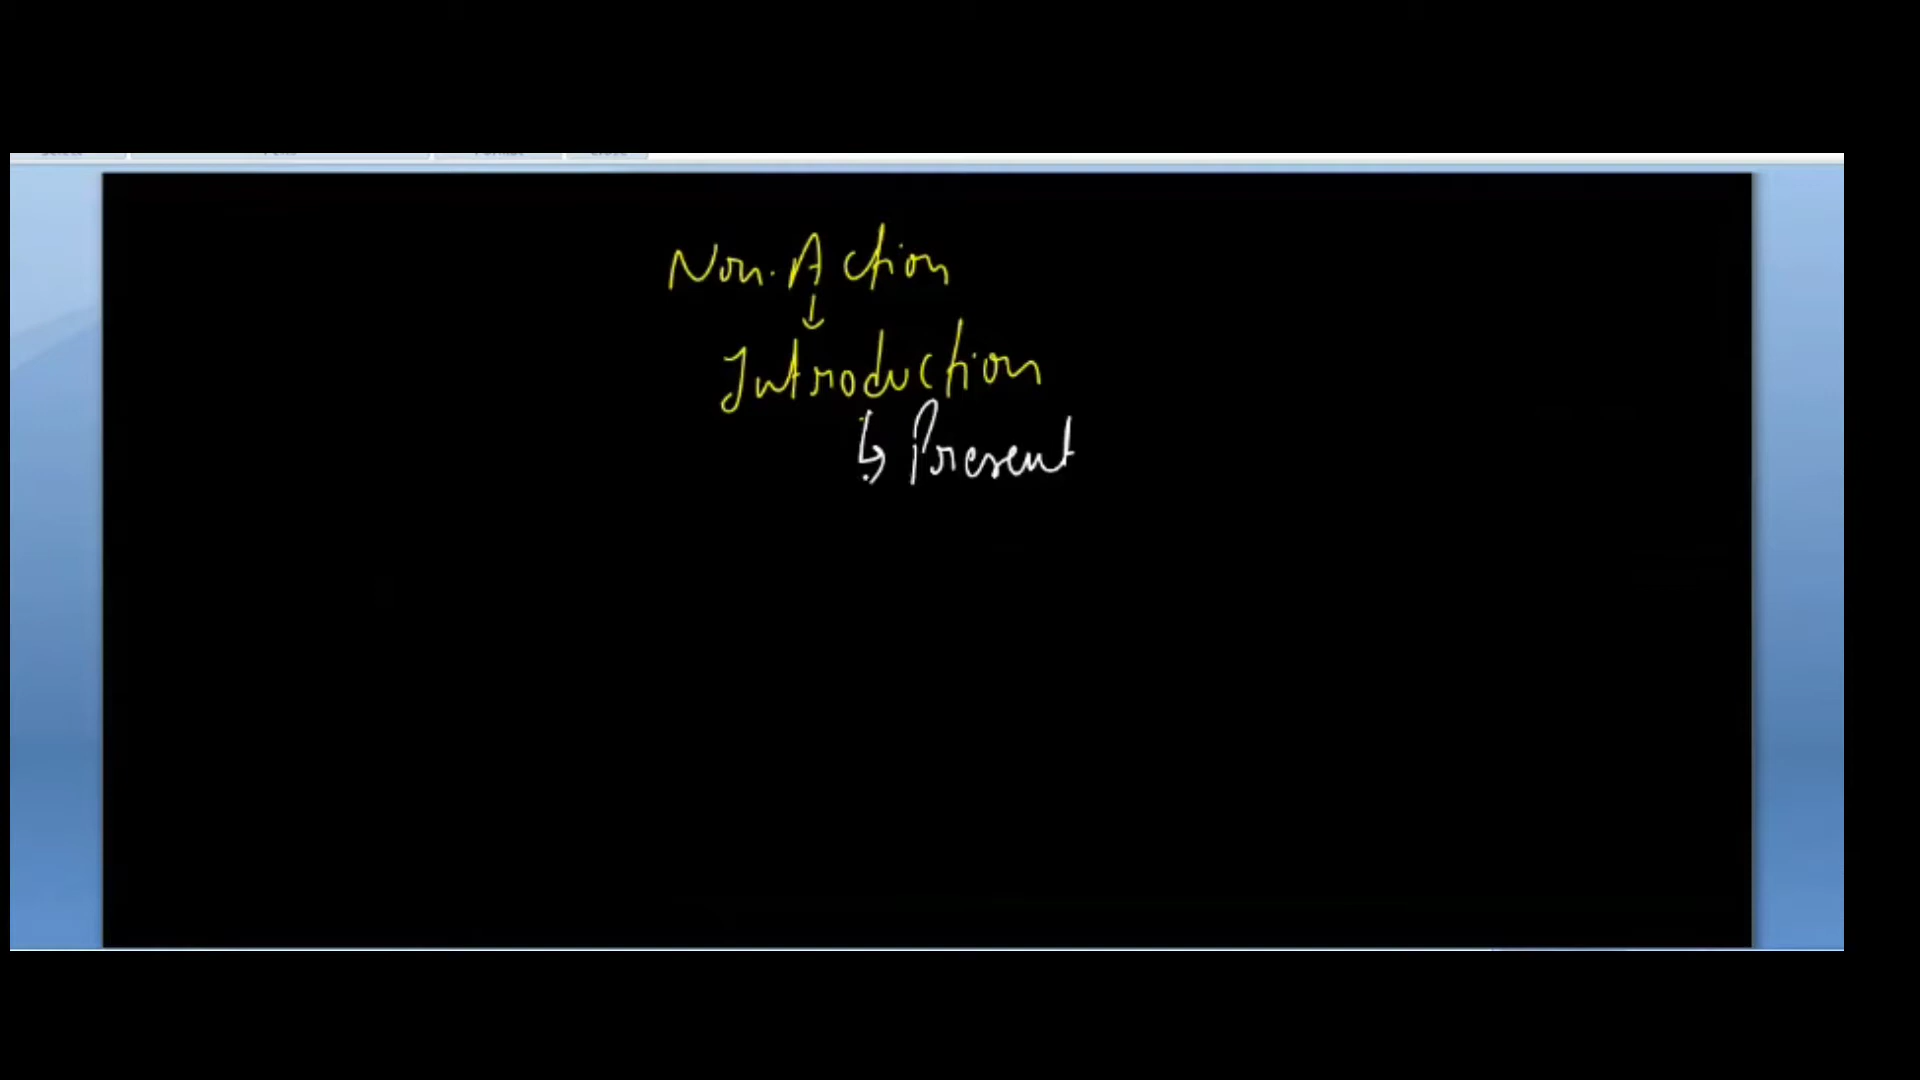 Non-Action
↓
Introduction
↳ Present